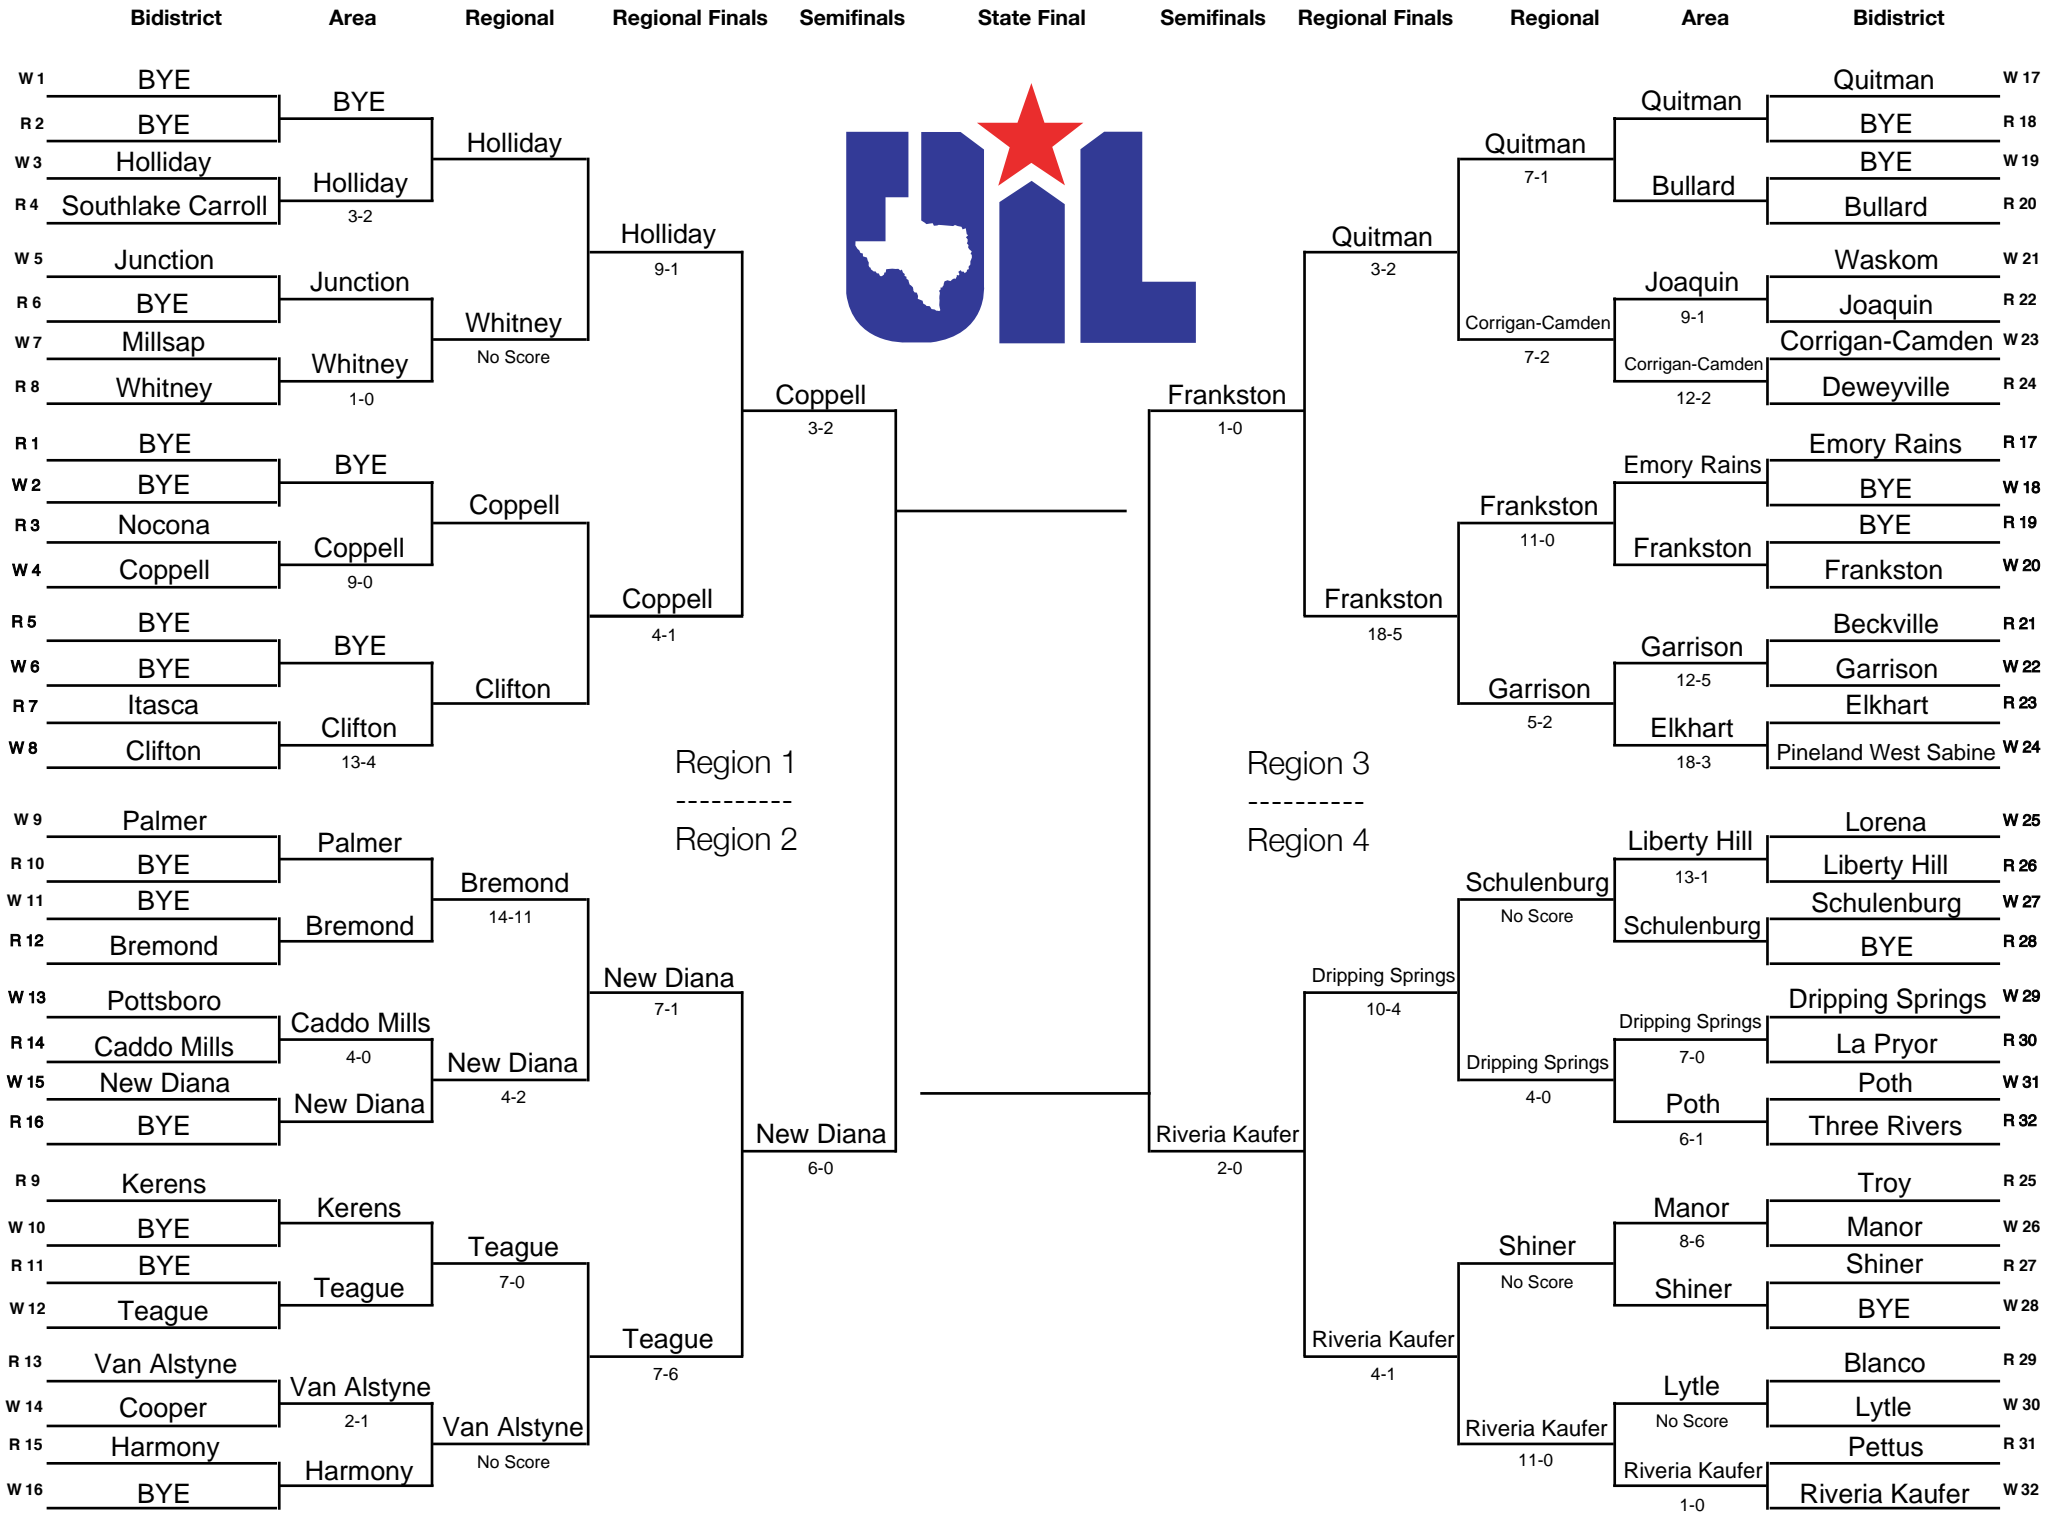 Bidistrict Area Regional Regional Finals Semifinals State Final Semifinals Regional Finals Regional Area Bidistrict
W 1 BYE
BYE
R 2 BYE
Holliday
W 3 Holliday
Holliday
3-2
R 4 Southlake Carroll
Holliday
9-1
W 5 Junction
Junction
R 6 BYE
Whitney
No Score
W 7 Millsap
Whitney
1-0
R 8 Whitney
Coppell
3-2
R 1 BYE
BYE
W 2 BYE
Coppell
R 3 Nocona
Coppell
9-0
W 4 Coppell
Coppell
4-1
R 5 BYE
BYE
W 6 BYE
Clifton
R 7 Itasca
Clifton
13-4
W 8 Clifton
Region 1
----------
Region 2
W 9 Palmer
Palmer
R 10 BYE
Bremond
14-11
W 11 BYE
Bremond
R 12 Bremond
New Diana
7-1
W 13 Pottsboro
Caddo Mills
4-0
R 14 Caddo Mills
New Diana
4-2
W 15 New Diana
New Diana
R 16 BYE
New Diana
6-0
R 9 Kerens
Kerens
W 10 BYE
Teague
7-0
R 11 BYE
Teague
W 12 Teague
Teague
7-6
R 13 Van Alstyne
Van Alstyne
2-1
W 14 Cooper
Van Alstyne
No Score
R 15 Harmony
Harmony
W 16 BYE
UIL
Quitman W 17
Quitman
BYE R 18
Quitman
7-1
BYE W 19
Bullard
Bullard R 20
Quitman
3-2
Waskom W 21
Joaquin
9-1
Joaquin R 22
Corrigan-Camden
7-2
Corrigan-Camden W 23
Corrigan-Camden
12-2
Deweyville R 24
Frankston
1-0
Emory Rains R 17
Emory Rains
BYE W 18
Frankston
11-0
BYE R 19
Frankston
Frankston W 20
Frankston
18-5
Beckville R 21
Garrison
12-5
Garrison W 22
Garrison
5-2
Elkhart R 23
Elkhart
18-3
Pineland West Sabine W 24
Region 3
----------
Region 4
Lorena W 25
Liberty Hill
13-1
Liberty Hill R 26
Schulenburg
No Score
Schulenburg W 27
Schulenburg
BYE R 28
Dripping Springs
10-4
Dripping Springs W 29
Dripping Springs
7-0
La Pryor R 30
Dripping Springs
4-0
Poth W 31
Poth
6-1
Three Rivers R 32
Riveria Kaufer
2-0
Troy R 25
Manor
8-6
Manor W 26
Shiner
No Score
Shiner R 27
Shiner
BYE W 28
Riveria Kaufer
4-1
Blanco R 29
Lytle
No Score
Lytle W 30
Riveria Kaufer
11-0
Pettus R 31
Riveria Kaufer
1-0
Riveria Kaufer W 32